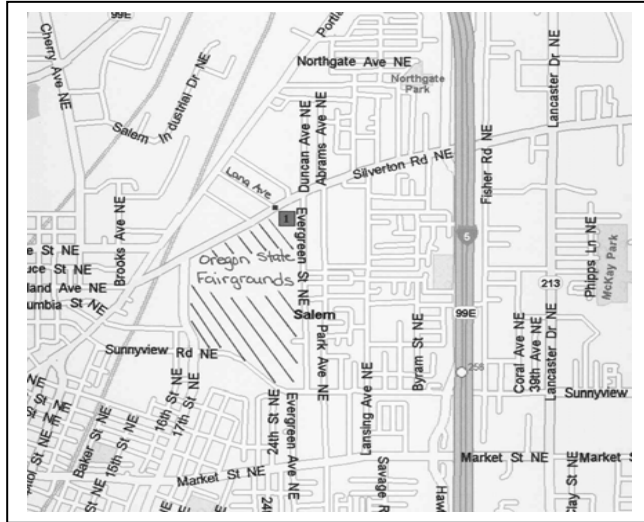 99E
Portl
Cherry Ave NE
Northgate Ave NE
Northgate
Park
Lancaster Dr NE
Salem Industrial Dr NE
Duncan Ave NE
Abrams Ave NE
Silverton Rd NE
Fisher Rd NE
Long Ave
1
Brooks Ave NE
Evergreen St NE
5
Phipps Ln NE
McKay Park
e St NE
uce St NE
land Ave NE
umbia St NE
Oregon State
Fairgrounds
213
99E
Salem
Sunnyview Rd NE
Park Ave NE
Byram St NE
Coral Ave NE
39th Ave NE
Lancaster Dr NE
258
Sunnyview
16th St NE
17th St NE
Lansing Ave NE
24th St NE
Evergreen Ave NE
Baker St NE
15th St NE
Market St NE
Market St NE
Market
Savage R
Haw
24t
Clay St NE